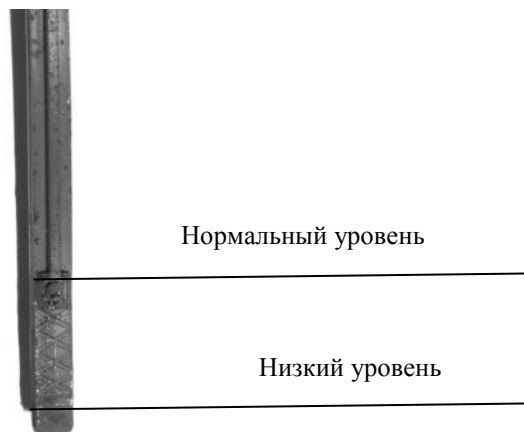 Нормальный уровень
Низкий уровень